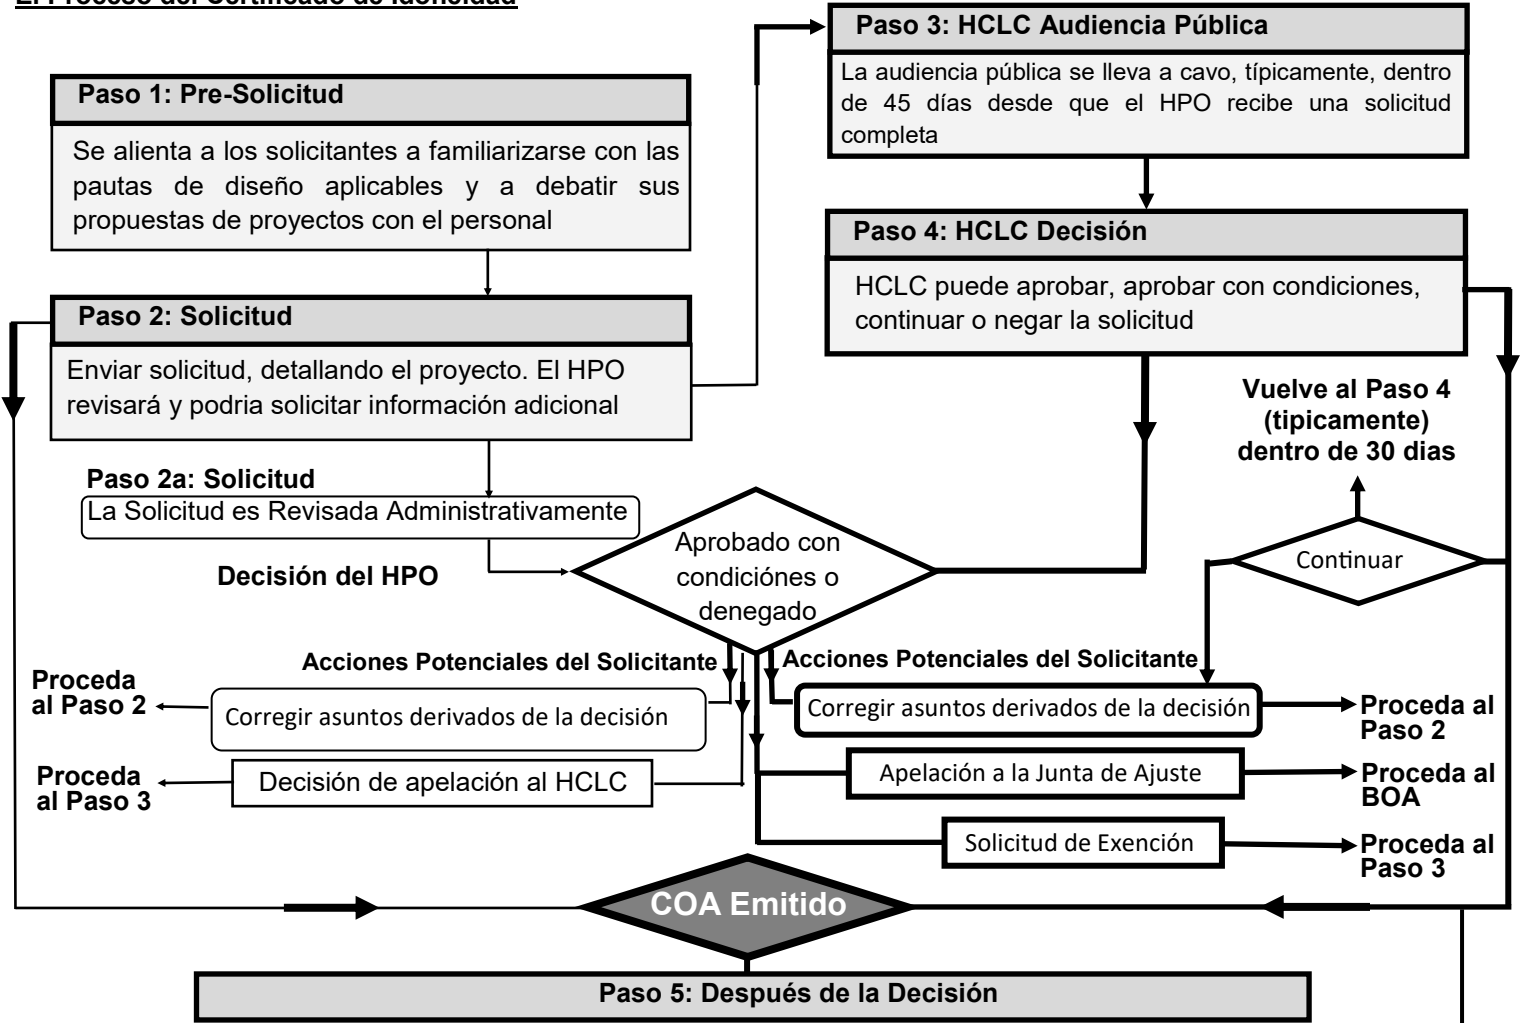 El Proceso del Certificado de Idoneidad
Paso 1: Pre-Solicitud
Se alienta a los solicitantes a familiarizarse con las
pautas de diseño aplicables y a debatir sus
propuestas de proyectos con el personal
Paso 2: Solicitud
Enviar solicitud, detallando el proyecto. El HPO
revisará y podria solicitar información adicional
Paso 2a: Solicitud
La Solicitud es Revisada Administrativamente
Decisión del HPO
Paso 3: HCLC Audiencia Pública
La audiencia pública se lleva a cavo, típicamente, dentro
de 45 días desde que el HPO recibe una solicitud
completa
Paso 4: HCLC Decisión
HCLC puede aprobar, aprobar con condiciones,
continuar o negar la solicitud
Vuelve al Paso 4
(tipicamente)
dentro de 30 dias
Continuar
Aprobado con
condiciónes o
denegado
Acciones Potenciales del Solicitante
Proceda
al Paso 2
Corregir asuntos derivados de la decisión
Proceda
al Paso 3
Decisión de apelación al HCLC
Acciones Potenciales del Solicitante
Corregir asuntos derivados de la decisión
Proceda al
Paso 2
Apelación a la Junta de Ajuste
Proceda al
BOA
Solicitud de Exención
Proceda al
Paso 3
COA Emitido
Paso 5: Después de la Decisión